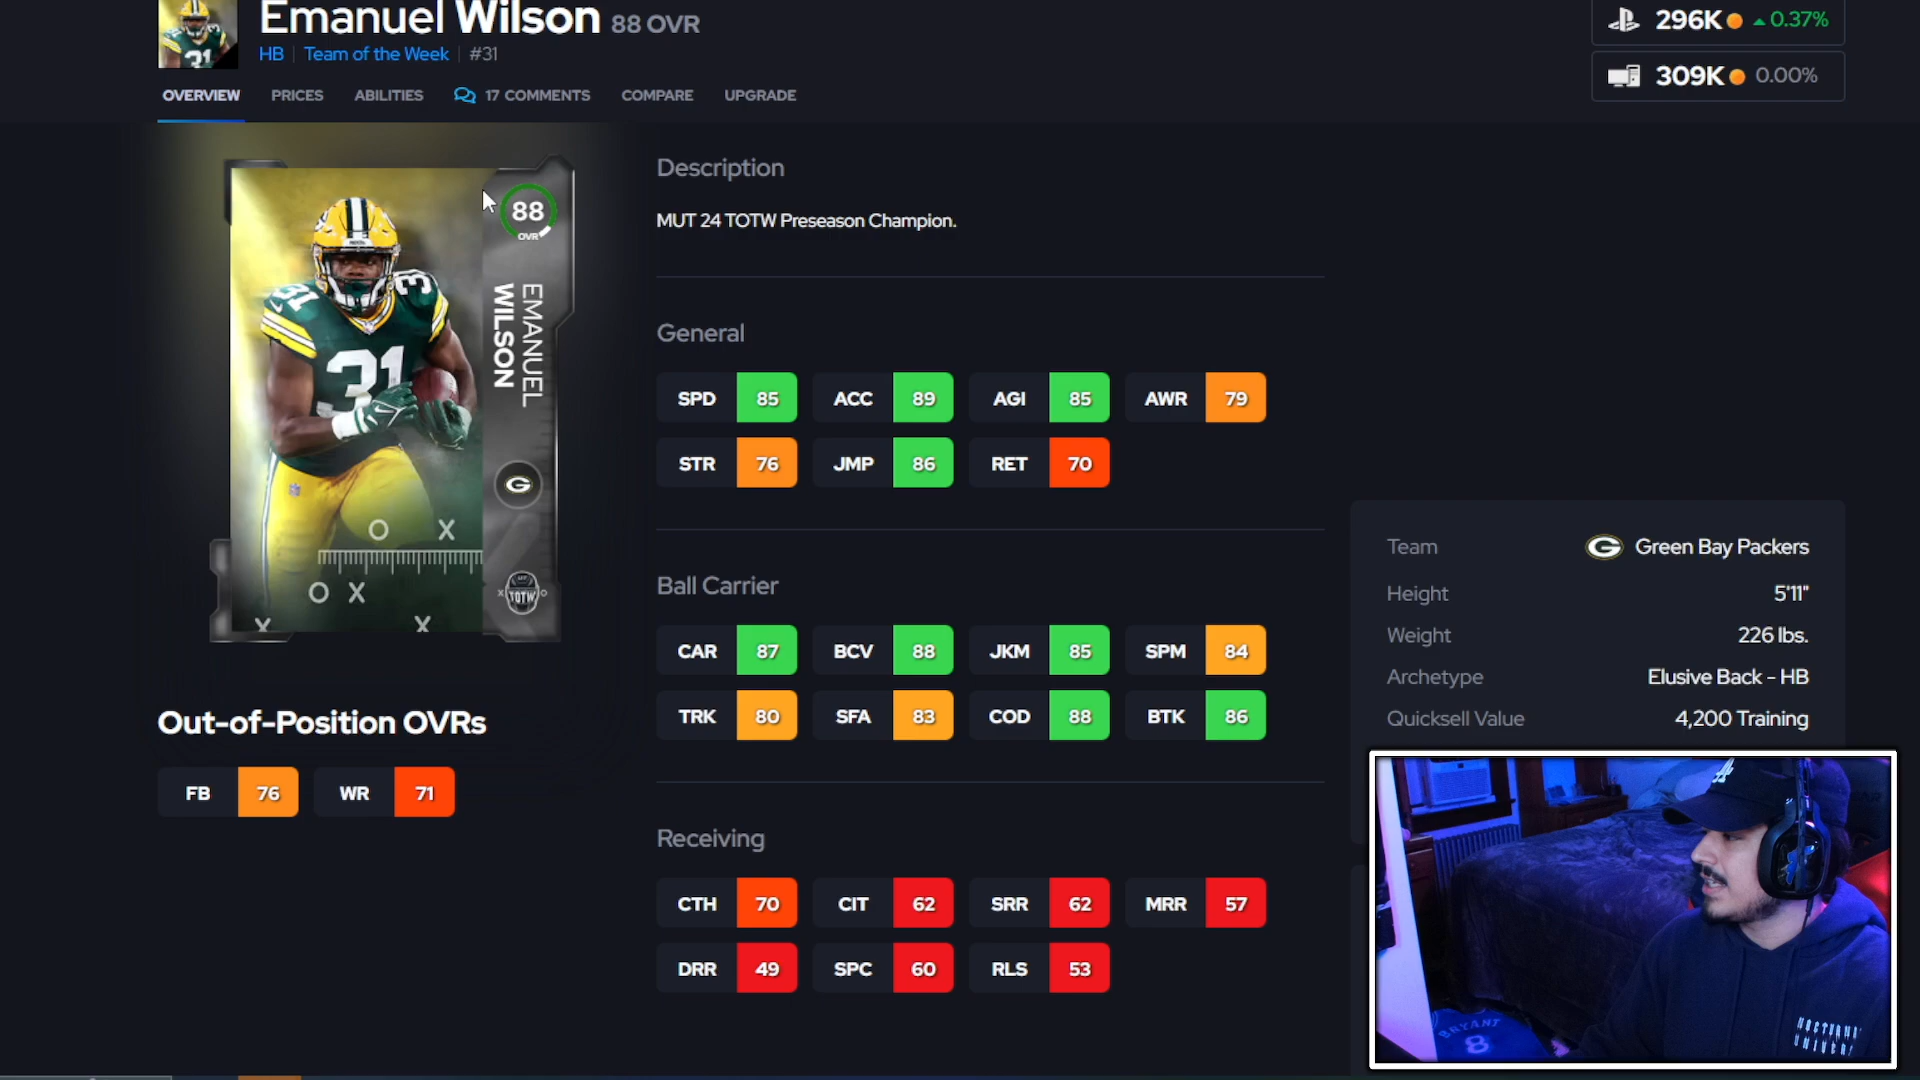 Emanuel Wilson 88 OVR
HB | Team of the Week | #31
296K 0.37%
309K 0.00%
OVERVIEW PRICES ABILITIES 17 COMMENTS COMPARE UPGRADE
88
OVR
EMANUEL
WILSON
31
31
31
G
O X
O X
X X
TOTW
Description
MUT 24 TOTW Preseason Champion.
General
SPD 85 ACC 89 AGI 85 AWR 79
STR 76 JMP 86 RET 70
Ball Carrier
CAR 87 BCV 88 JKM 85 SPM 84
TRK 80 SFA 83 COD 88 BTK 86
Receiving
CTH 70 CIT 62 SRR 62 MRR 57
DRR 49 SPC 60 RLS 53
Out-of-Position OVRs
FB 76 WR 71
Team G Green Bay Packers
Height 5'11"
Weight 226 lbs.
Archetype Elusive Back - HB
Quicksell Value 4,200 Training
BRYANT
8